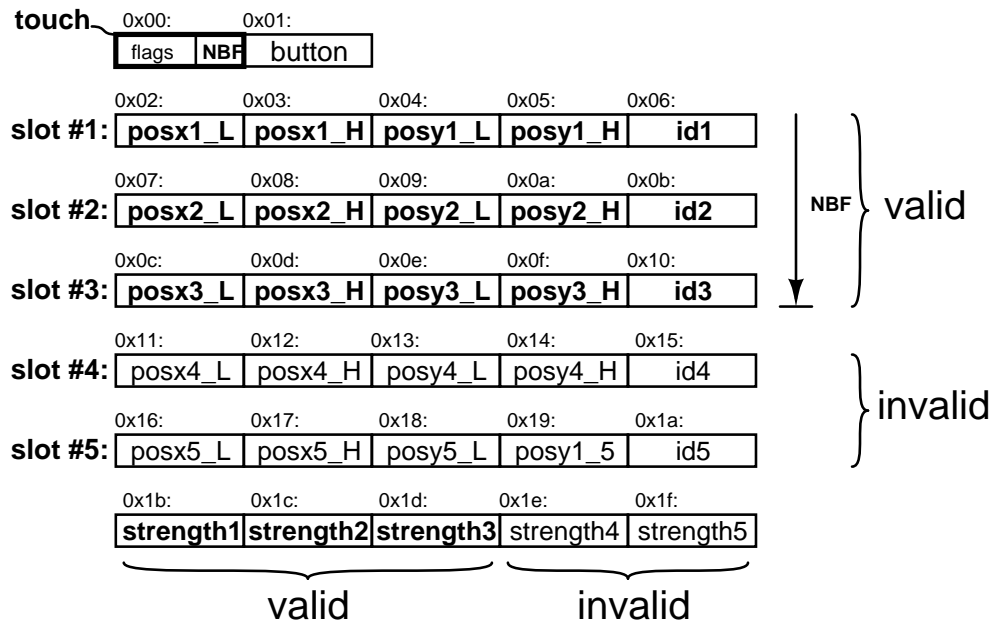 touch 0x00: 0x01:
flags NBF button
0x02: 0x03: 0x04: 0x05: 0x06:
slot #1: posx1_L posx1_H posy1_L posy1_H id1
0x07: 0x08: 0x09: 0x0a: 0x0b:
slot #2: posx2_L posx2_H posy2_L posy2_H id2 NBF valid
0x0c: 0x0d: 0x0e: 0x0f: 0x10:
slot #3: posx3_L posx3_H posy3_L posy3_H id3
0x11: 0x12: 0x13: 0x14: 0x15:
slot #4: posx4_L posx4_H posy4_L posy4_H id4
invalid
0x16: 0x17: 0x18: 0x19: 0x1a:
slot #5: posx5_L posx5_H posy5_L posy1_5 id5
0x1b: 0x1c: 0x1d: 0x1e: 0x1f:
strength1 strength2 strength3 strength4 strength5
valid invalid